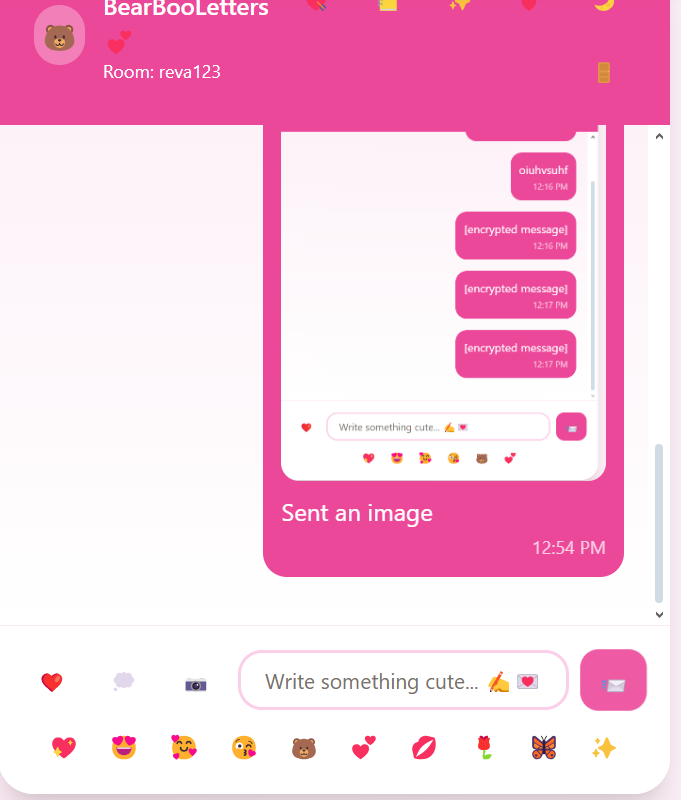 BearBooLetters
💕
Room: reva123
oiuhvsuhf
12:16 PM
[encrypted message]
12:16 PM
[encrypted message]
12:17 PM
[encrypted message]
12:17 PM
Write something cute... ✍️ 💌
Sent an image
12:54 PM
Write something cute... ✍️ 💌